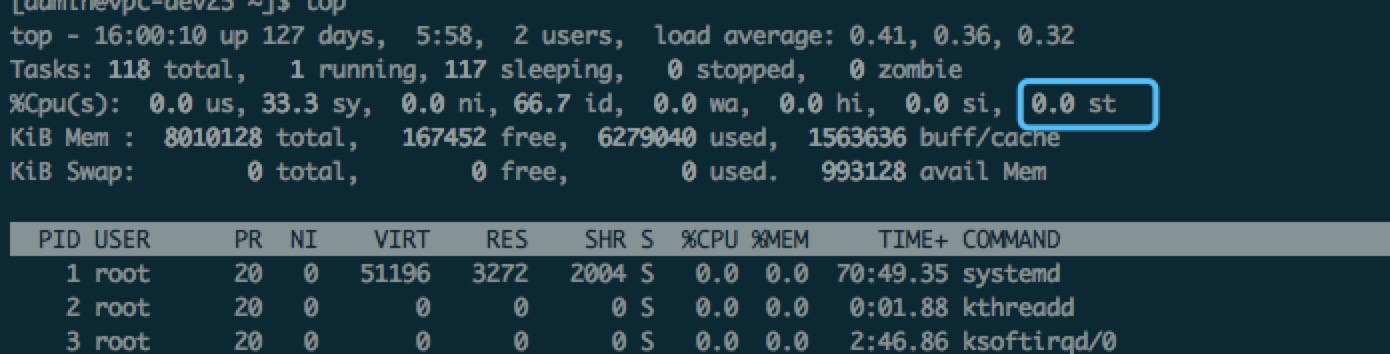 [admin@vpc-dev23 ~]$ top
top - 16:00:10 up 127 days,  5:58,  2 users,  load average: 0.41, 0.36, 0.32
Tasks: 118 total,   1 running, 117 sleeping,   0 stopped,   0 zombie
%Cpu(s):  0.0 us, 33.3 sy,  0.0 ni, 66.7 id,  0.0 wa,  0.0 hi,  0.0 si,  0.0 st
KiB Mem :  8010128 total,   167452 free,  6279040 used,  1563636 buff/cache
KiB Swap:        0 total,        0 free,        0 used.   993128 avail Mem
PID USER      PR  NI    VIRT    RES    SHR S  %CPU %MEM     TIME+ COMMAND
1 root      20   0   51196   3272   2004 S   0.0  0.0  70:49.35 systemd
2 root      20   0       0      0      0 S   0.0  0.0   0:01.88 kthreadd
3 root      20   0       0      0      0 S   0.0  0.0   2:46.86 ksoftirqd/0